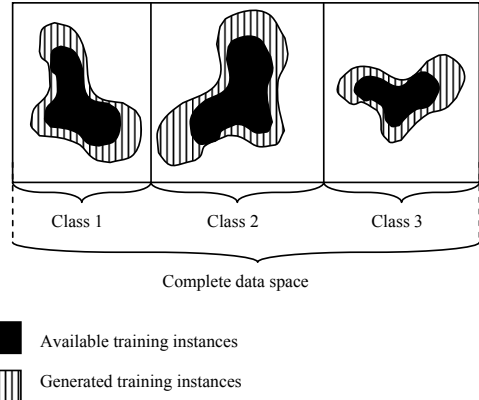 Class 1
Class 2
Class 3
Complete data space
Available training instances
Generated training instances